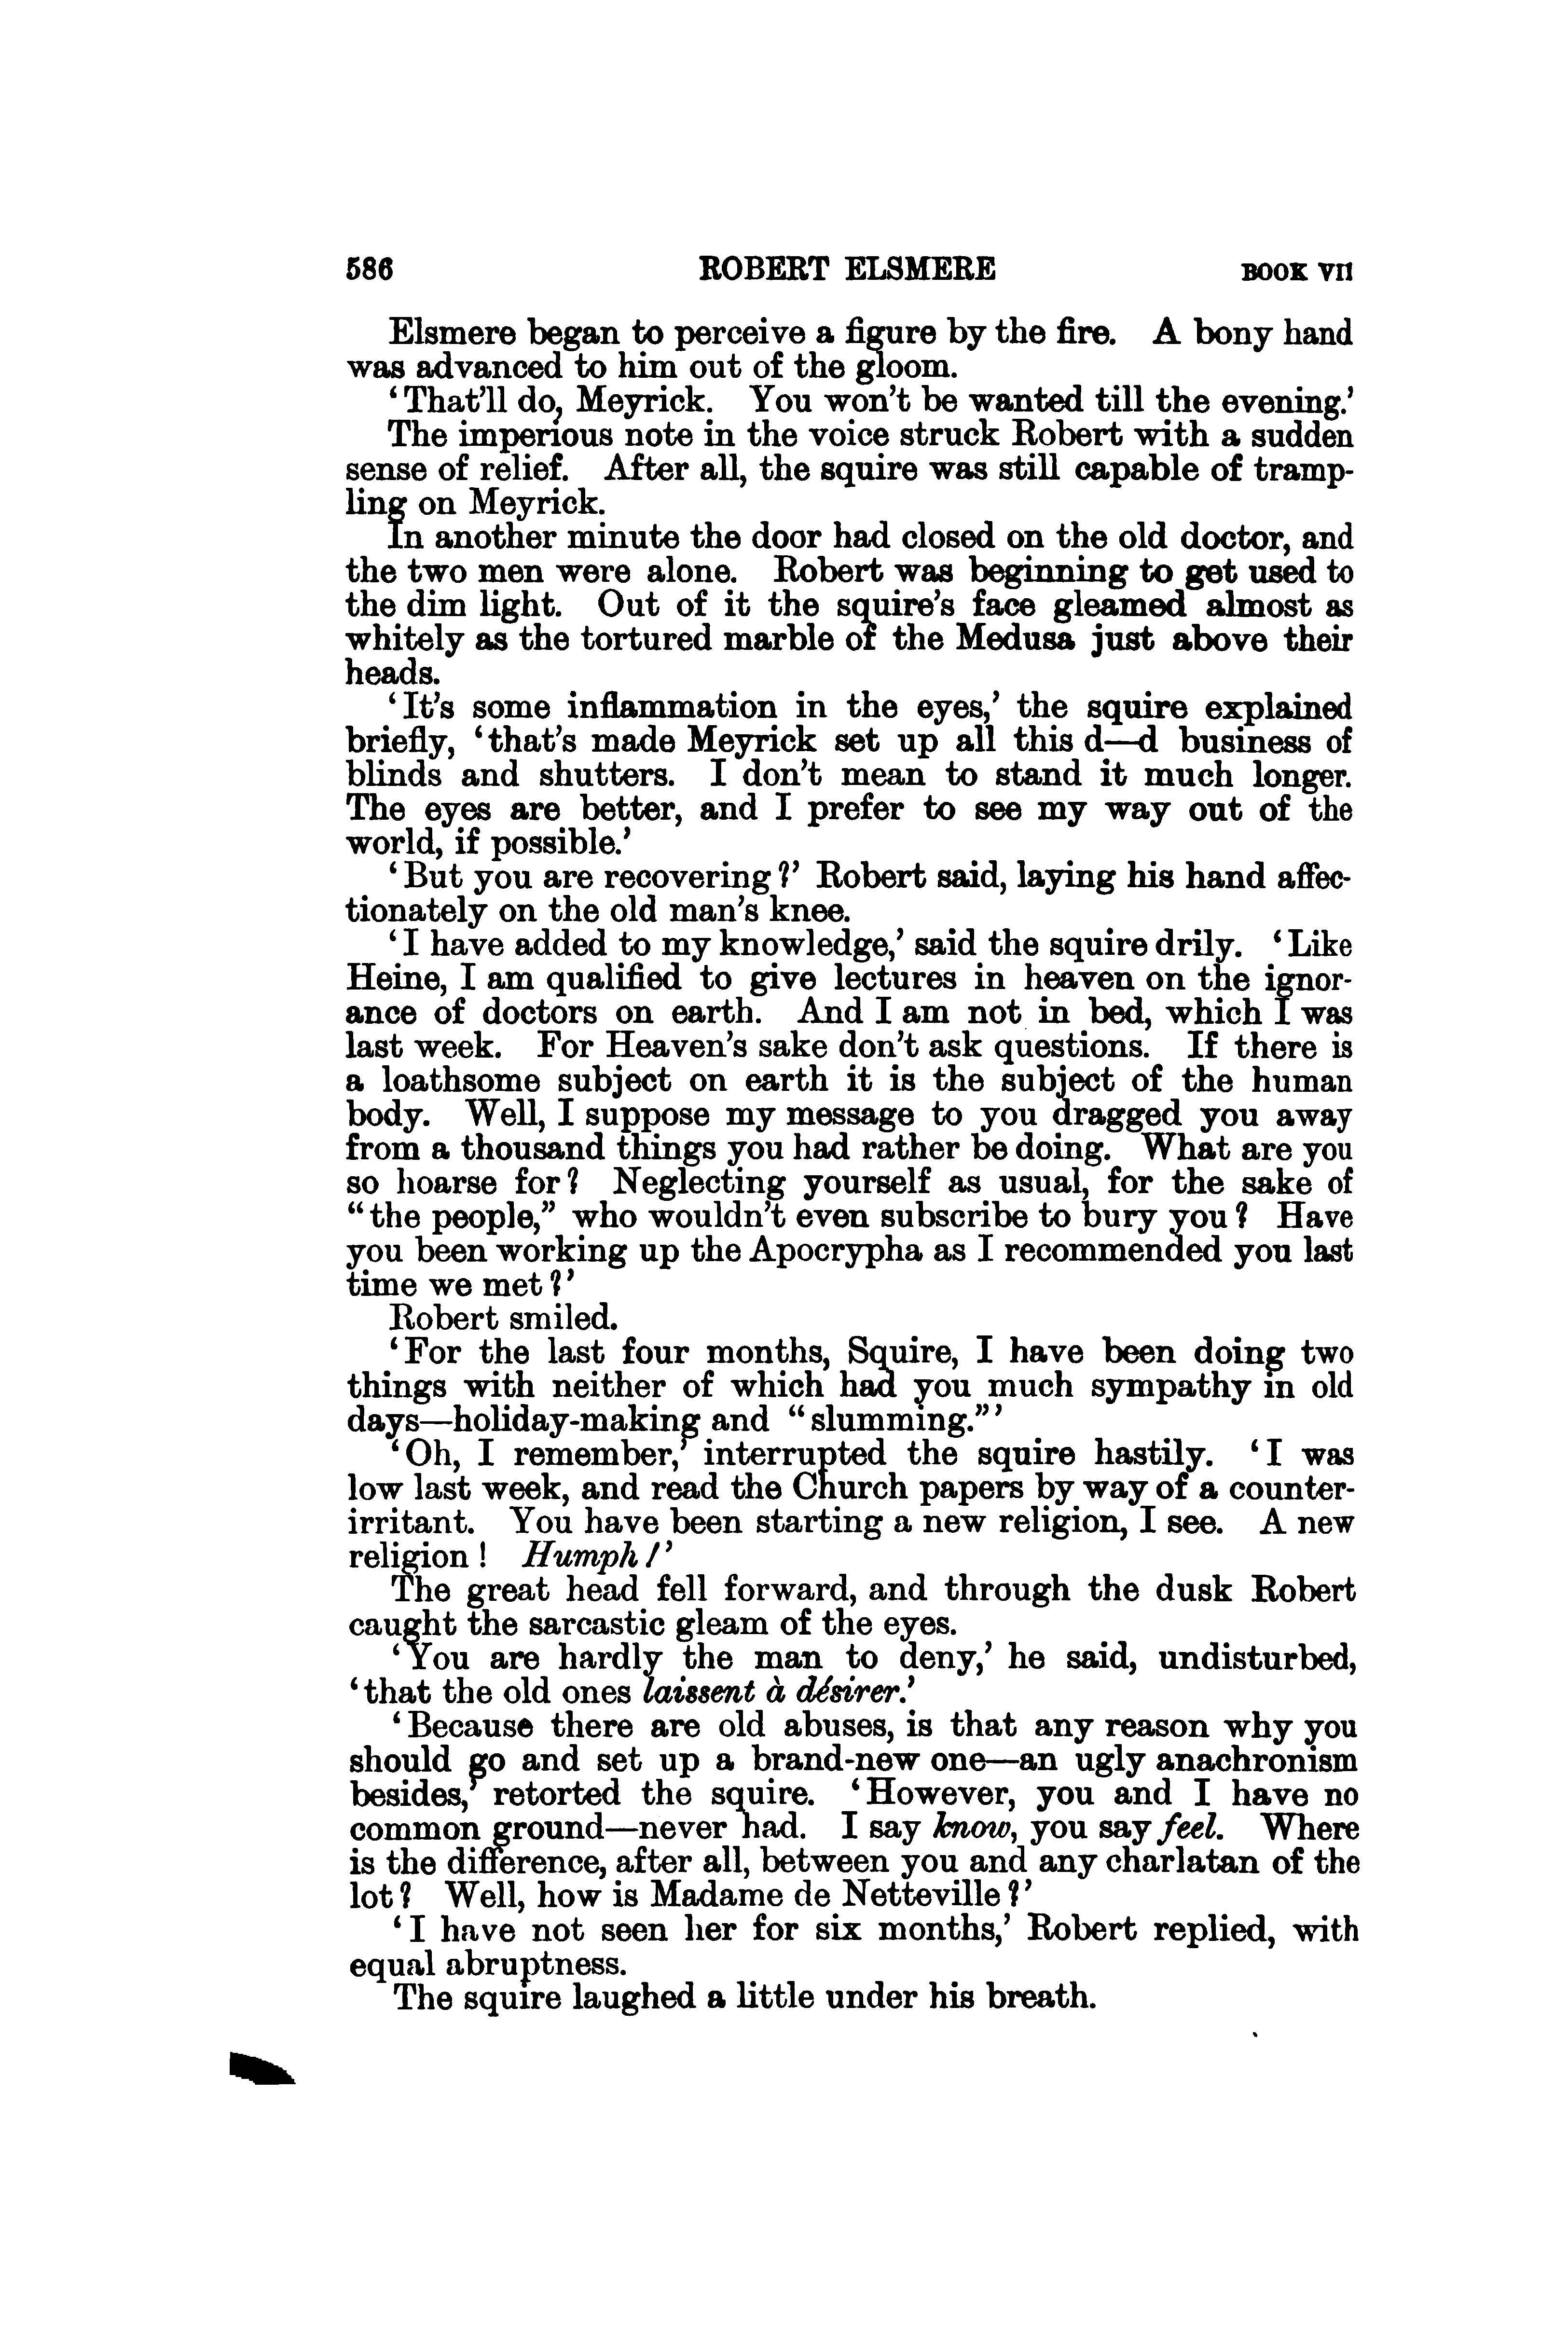 586 ROBERT ELSMERE BOOK VII
Elsmere began to perceive a figure by the fire. A bony hand
was advanced to him out of the gloom.
‘That’ll do, Meyrick. You won’t be wanted till the evening.’
The imperious note in the voice struck Robert with a sudden
sense of relief. After all, the squire was still capable of tramp-
ling on Meyrick.
In another minute the door had closed on the old doctor, and
the two men were alone. Robert was beginning to get used to
the dim light. Out of it the squire’s face gleamed almost as
whitely as the tortured marble of the Medusa just above their
heads.
‘It’s some inflammation in the eyes,’ the squire explained
briefly, ‘that’s made Meyrick set up all this d—d business of
blinds and shutters. I don’t mean to stand it much longer.
The eyes are better, and I prefer to see my way out of the
world, if possible.’
‘But you are recovering?’ Robert said, laying his hand affec-
tionately on the old man’s knee.
‘I have added to my knowledge,’ said the squire drily. ‘Like
Heine, I am qualified to give lectures in heaven on the ignor-
ance of doctors on earth. And I am not in bed, which I was
last week. For Heaven’s sake don’t ask questions. If there is
a loathsome subject on earth it is the subject of the human
body. Well, I suppose my message to you dragged you away
from a thousand things you had rather be doing. What are you
so hoarse for? Neglecting yourself as usual, for the sake of
“the people,” who wouldn’t even subscribe to bury you? Have
you been working up the Apocrypha as I recommended you last
time we met?’
Robert smiled.
‘For the last four months, Squire, I have been doing two
things with neither of which had you much sympathy in old
days—holiday-making and “slumming.”’
‘Oh, I remember,’ interrupted the squire hastily. ‘I was
low last week, and read the Church papers by way of a counter-
irritant. You have been starting a new religion, I see. A new
religion! Humph!’
The great head fell forward, and through the dusk Robert
caught the sarcastic gleam of the eyes.
‘You are hardly the man to deny,’ he said, undisturbed,
‘that the old ones laissent à désirer.’
‘Because there are old abuses, is that any reason why you
should go and set up a brand-new one—an ugly anachronism
besides,’ retorted the squire. ‘However, you and I have no
common ground—never had. I say know, you say feel. Where
is the difference, after all, between you and any charlatan of the
lot? Well, how is Madame de Netteville?’
‘I have not seen her for six months,’ Robert replied, with
equal abruptness.
The squire laughed a little under his breath.